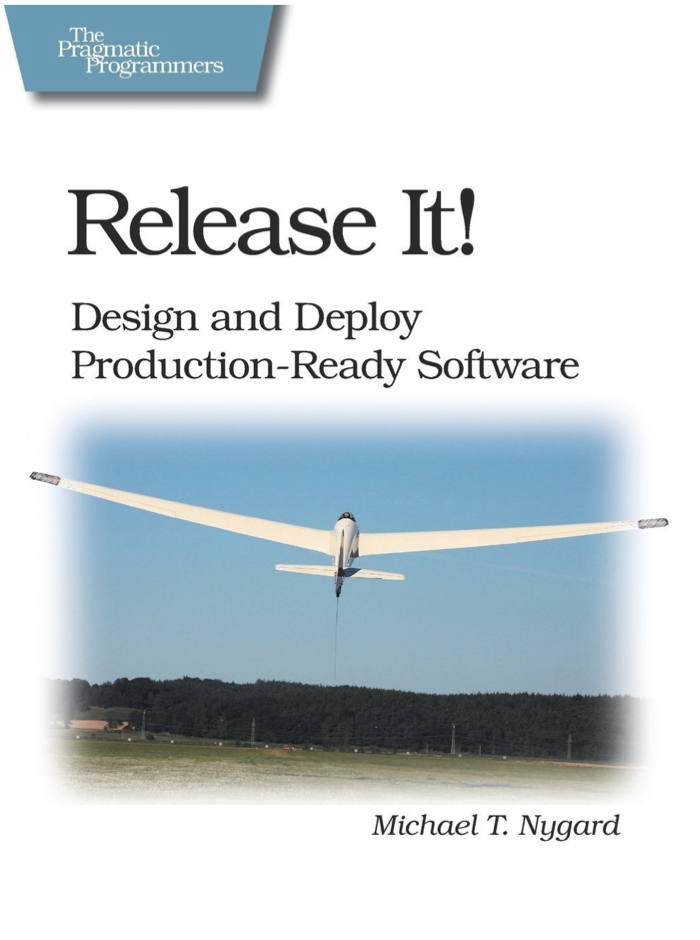 The
Pragmatic
Programmers
Release It!
Design and Deploy
Production-Ready Software
Michael T. Nygard